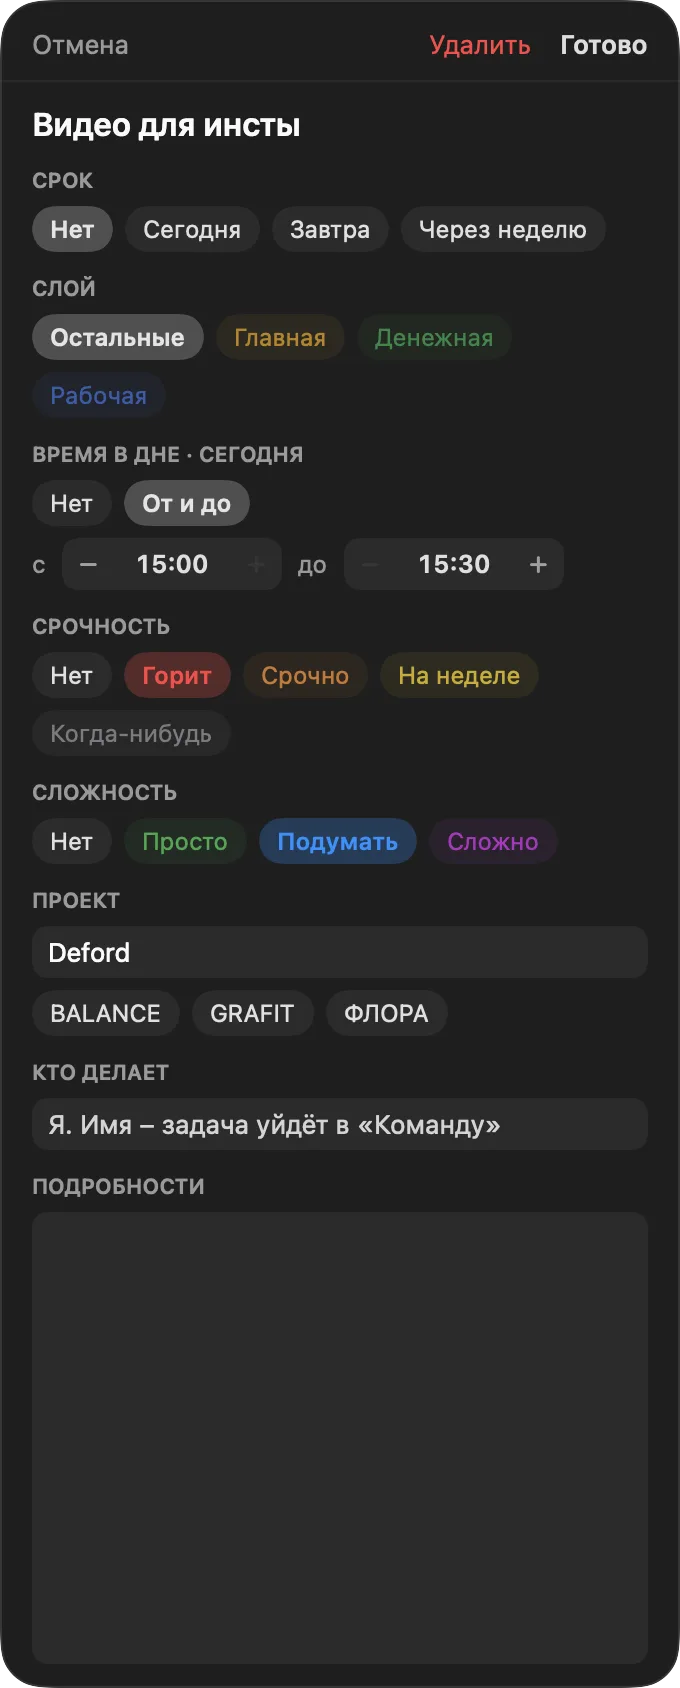 Отмена Удалить Готово
Видео для инсты
СРОК
Нет Сегодня Завтра Через неделю
СЛОЙ
Остальные Главная Денежная
Рабочая
ВРЕМЯ В ДНЕ · СЕГОДНЯ
Нет От и до
с − 15:00 + до − 15:30 +
СРОЧНОСТЬ
Нет Горит Срочно На неделе
Когда-нибудь
СЛОЖНОСТЬ
Нет Просто Подумать Сложно
ПРОЕКТ
Deford
BALANCE GRAFIT ФЛОРА
КТО ДЕЛАЕТ
Я. Имя – задача уйдёт в «Команду»
ПОДРОБНОСТИ